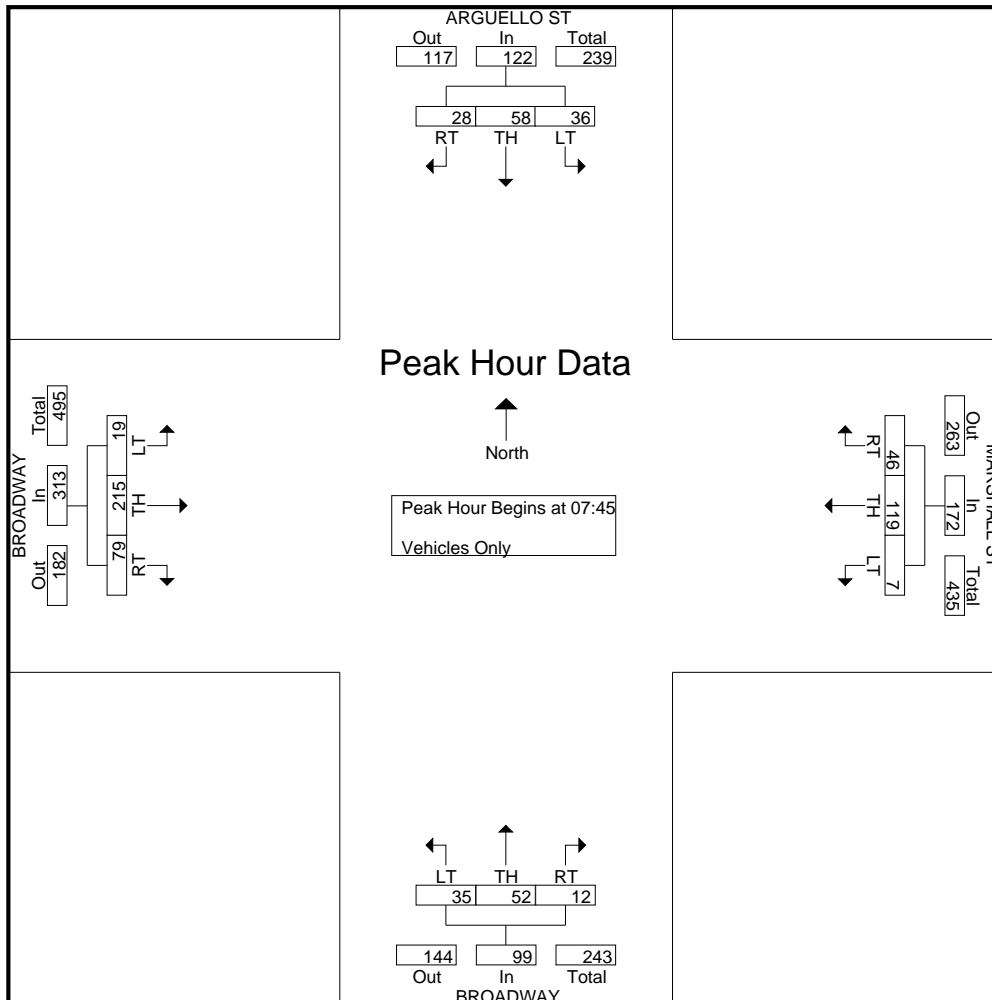 ARGUELLO ST
Out In Total
117 122 239
28 58 36
RT TH LT
Peak Hour Data
North
Peak Hour Begins at 07:45
Vehicles Only
BROADWAY
Total In Out
495 313 182
19 215 79
LT TH RT
MARSHALL ST
Out In Total
263 172 435
46 119 7
RT TH LT
LT TH RT
35 52 12
144 99 243
Out In Total
BROADWAY